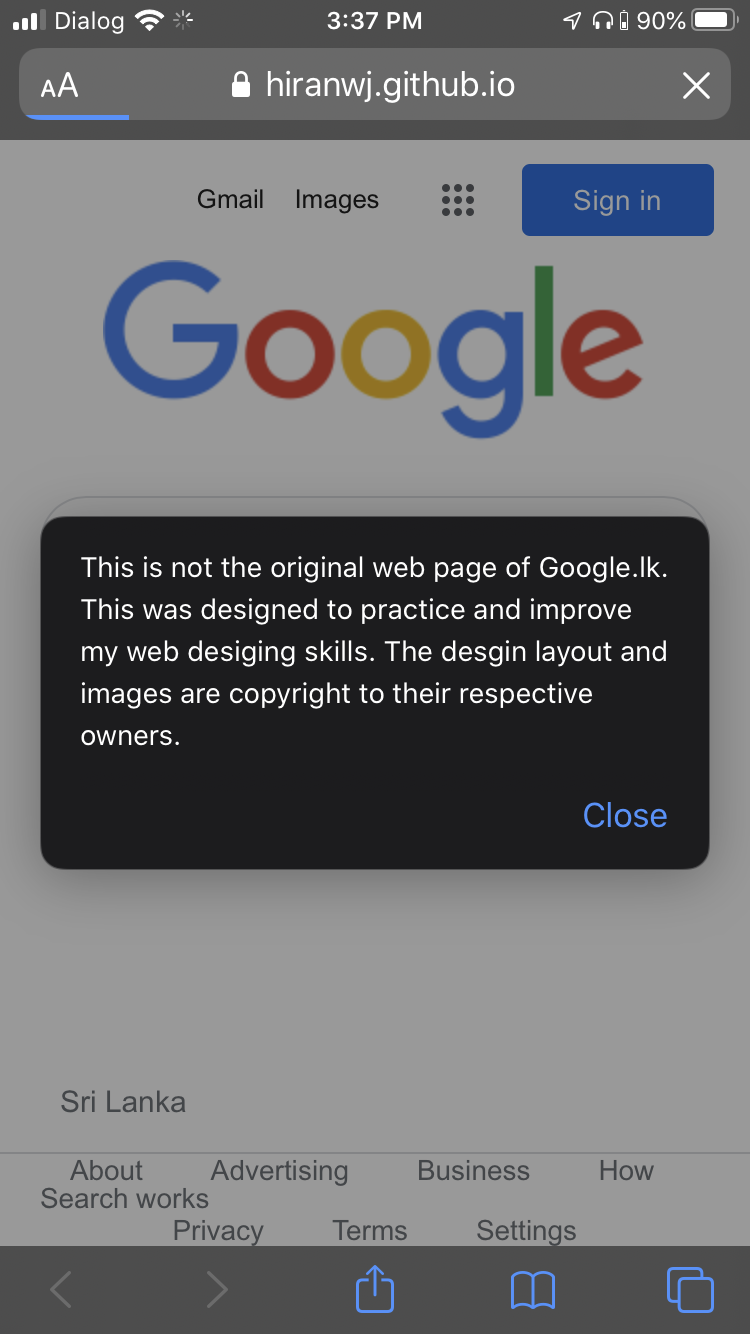 Dialog 3:37 PM 90%
AA hiranwj.github.io
Gmail Images Sign in
Google
This is not the original web page of Google.lk.
This was designed to practice and improve
my web desiging skills. The desgin layout and
images are copyright to their respective
owners.
Close
Sri Lanka
About Advertising Business How
Search works
Privacy Terms Settings